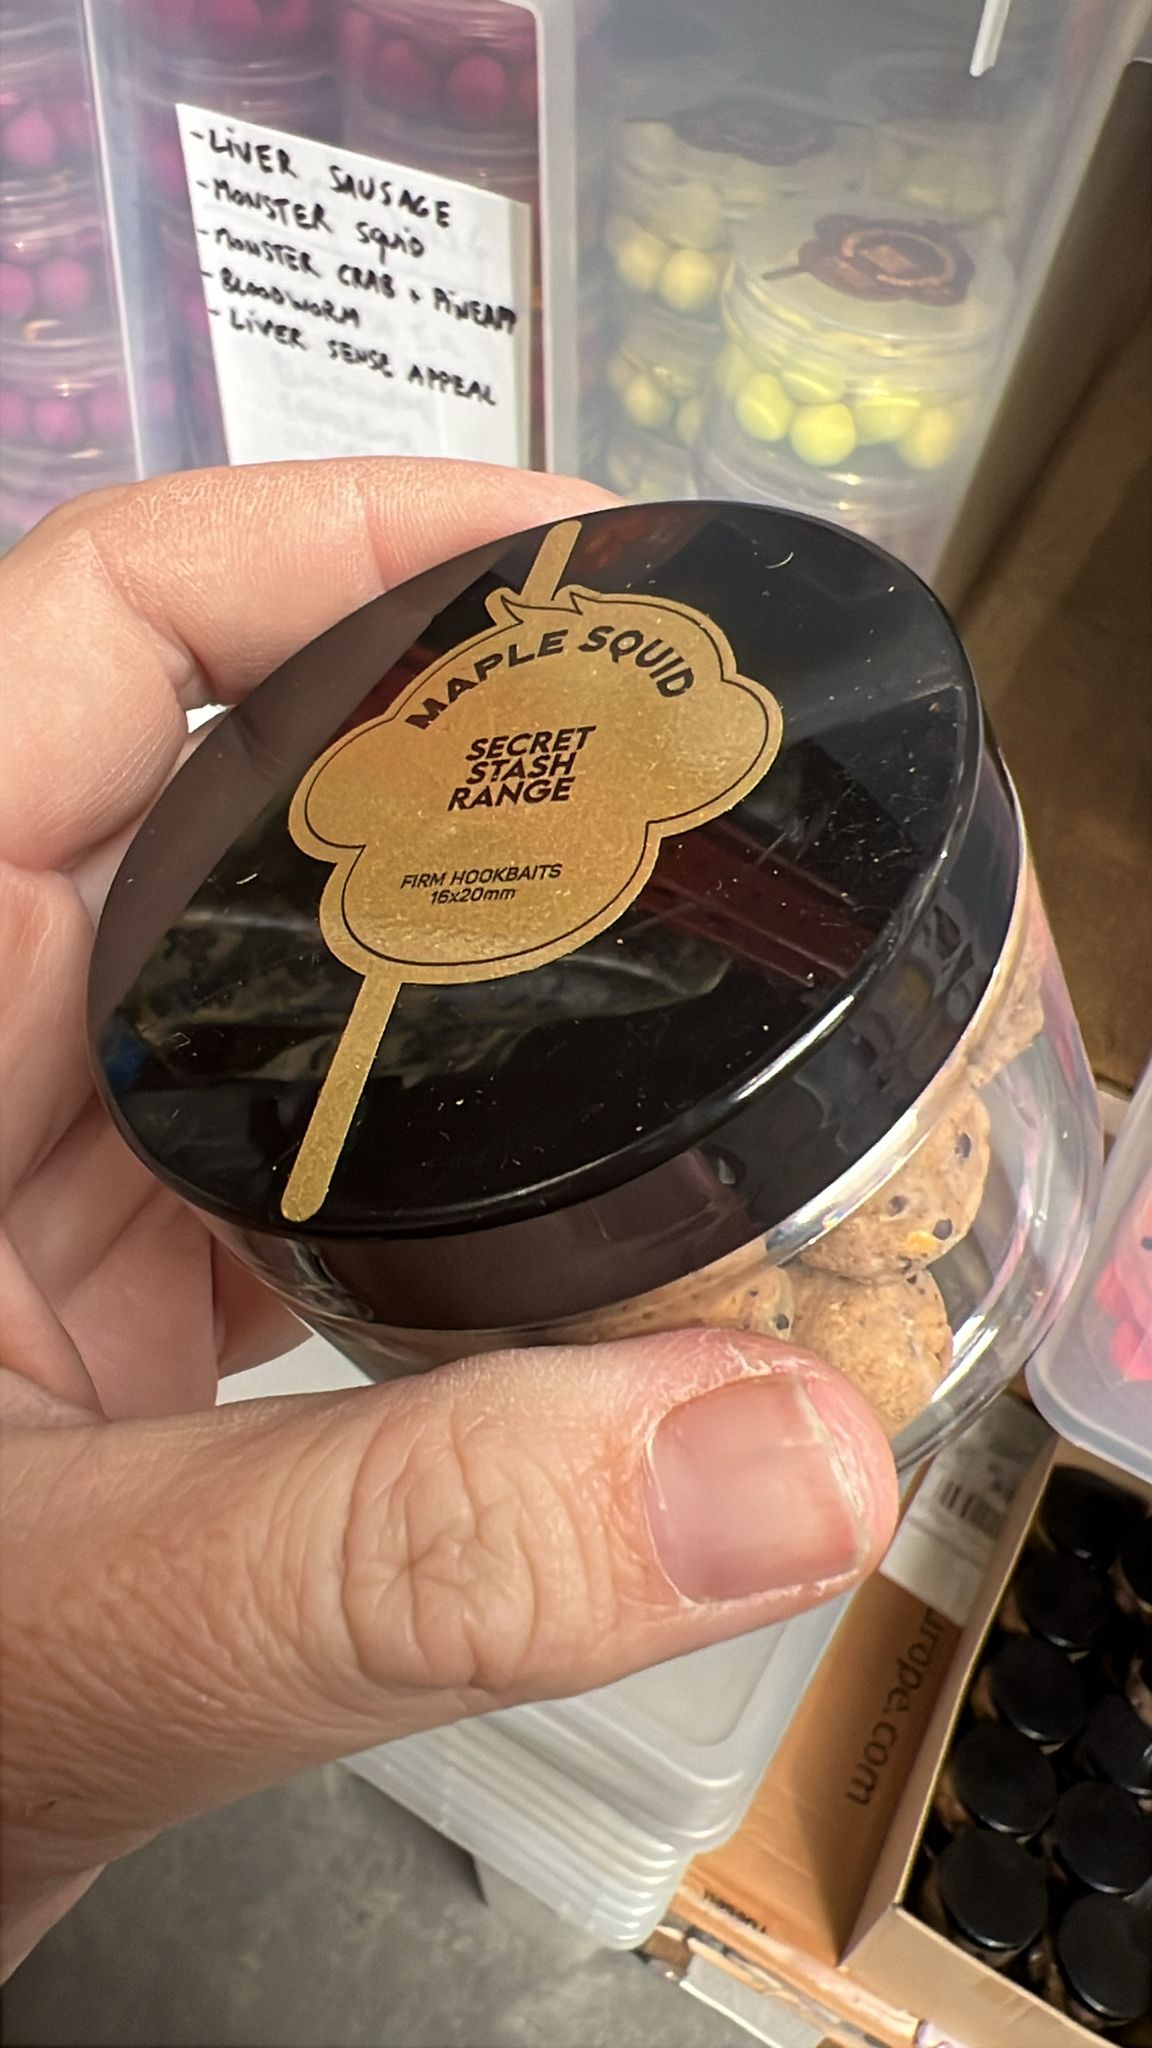 - LiVER SAUSAGE
- MONSTER SquiD
- MONSTER CRAB + PiNEAPP
- BLOODWORM
- LiVER SENSE APPEAL
MAPLE SQUID
SECRET
STASH
RANGE
FIRM HOOKBAITS
16x20mm
urope.com